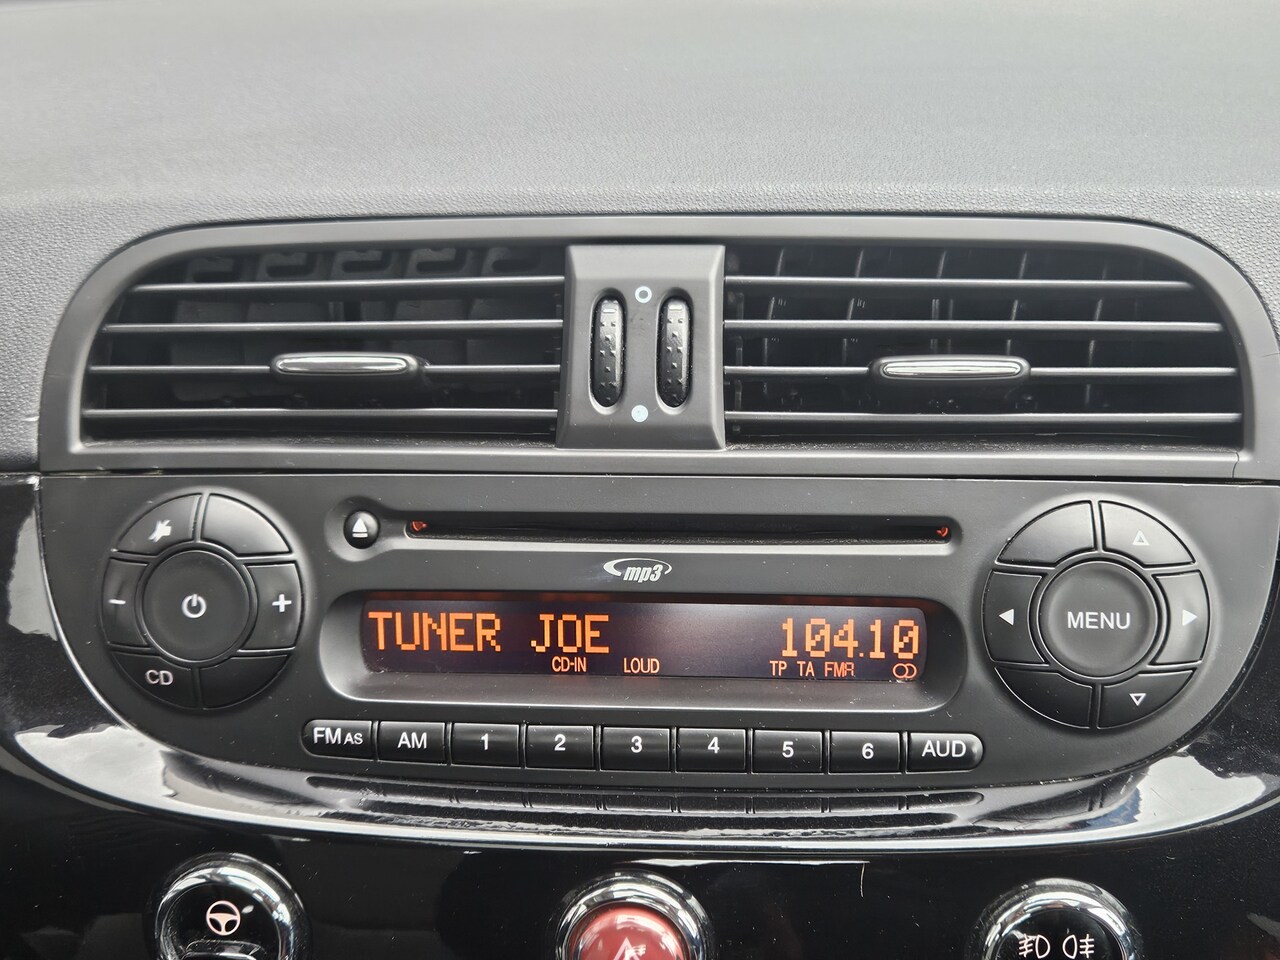 mp3
TUNER JOE 104.10
CD-IN LOUD TP TA FMA
MENU
CD
FM AS AM 1 2 3 4 5 6 AUD